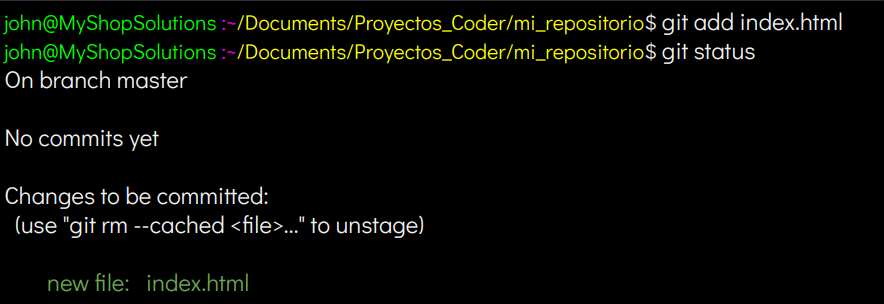 john@MyShopSolutions :~/Documents/Proyectos_Coder/mi_repositorio$ git add index.html
john@MyShopSolutions :~/Documents/Proyectos_Coder/mi_repositorio$ git status
On branch master
No commits yet
Changes to be committed:
(use "git rm --cached <file>..." to unstage)
new file: index.html